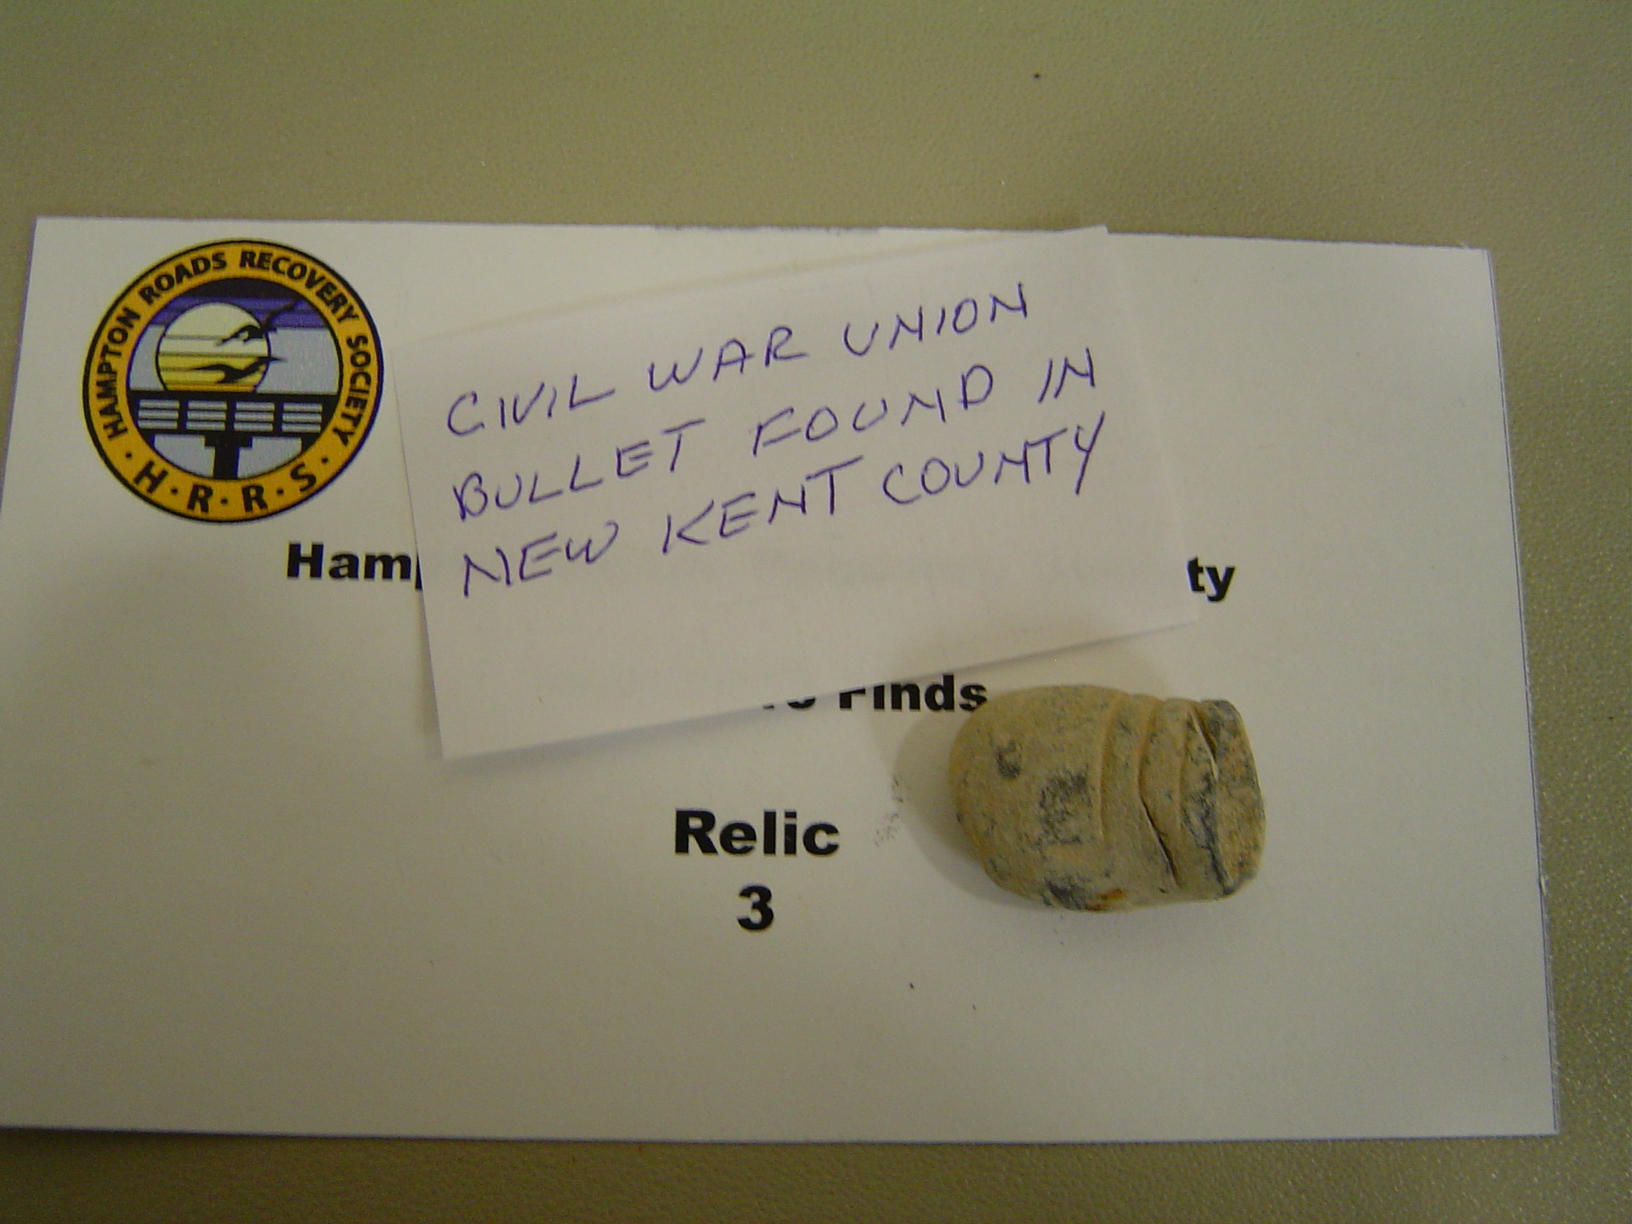 HAMPTON ROADS RECOVERY SOCIETY
· H · R · R · S ·
CIVIL WAR UNION
BULLET FOUND IN
NEW KENT COUNTY
Ham ty
Finds
Relic
3